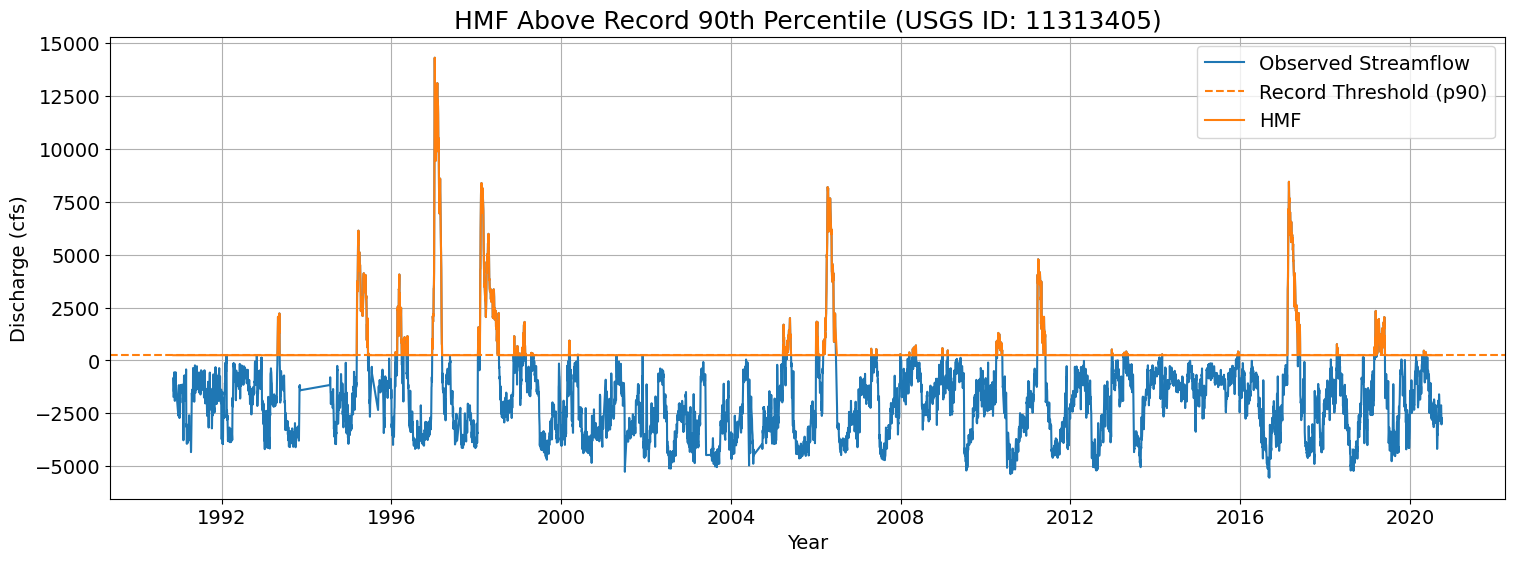 HMF Above Record 90th Percentile (USGS ID: 11313405)
15000
12500
10000
7500
5000
2500
0
−2500
−5000
Discharge (cfs)
Observed Streamflow
Record Threshold (p90)
HMF
1992
1996
2000
2004
2008
2012
2016
2020
Year